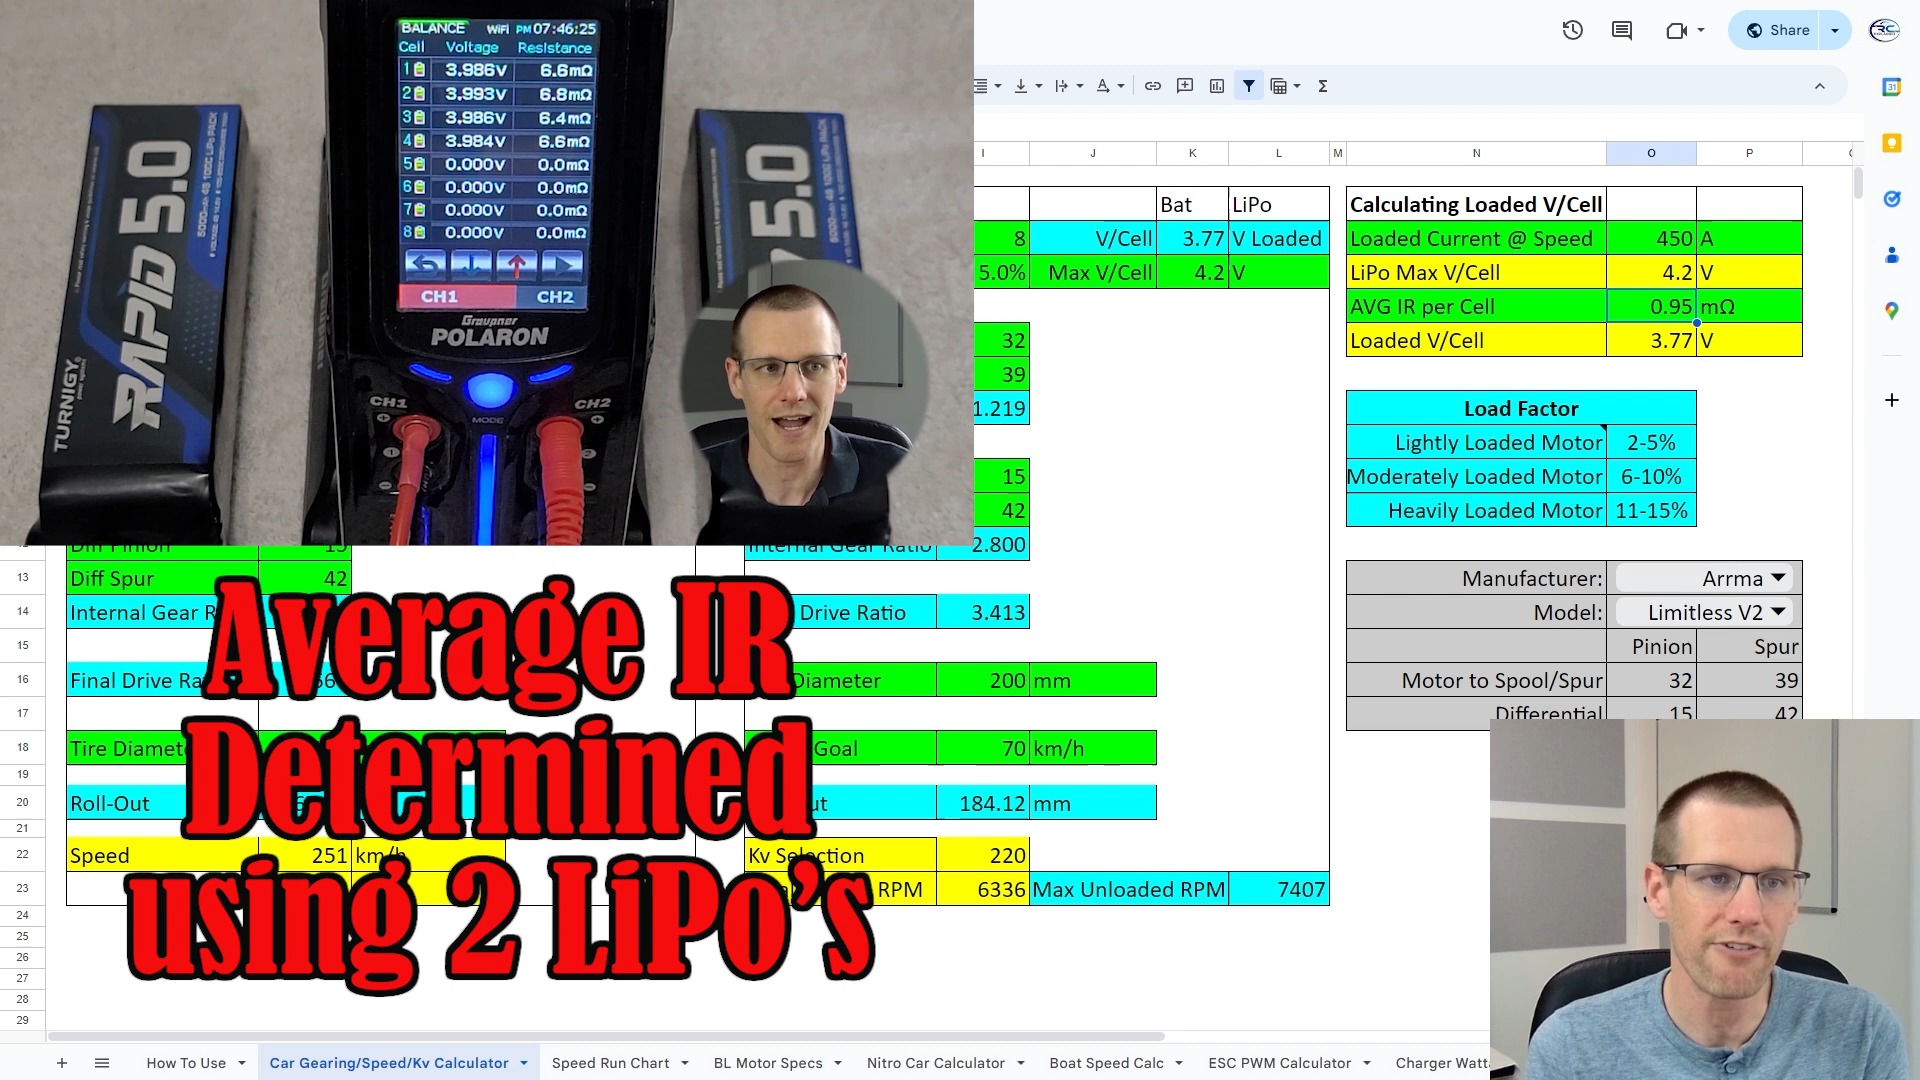 BALANCE WiFi PM 07:46:25
Cell Voltage Resistance
1 3.986V 6.6mΩ
2 3.993V 6.8mΩ
3 3.986V 6.4mΩ
4 3.984V 6.6mΩ
5 0.000V 0.0mΩ
6 0.000V 0.0mΩ
7 0.000V 0.0mΩ
8 0.000V 0.0mΩ
CH1 CH2
Graupner
POLARON
CH1 CH2
MODE
TURNIGY
RAPID 5.0
5000mAh 4S 100C LiPo PACK
5.0
Share
I J K L M N O P
Bat LiPo
8 V/Cell 3.77 V Loaded
5.0% Max V/Cell 4.2 V
32
39
1.219
15
42
2.800
Calculating Loaded V/Cell
Loaded Current @ Speed 450 A
LiPo Max V/Cell 4.2 V
AVG IR per Cell 0.95 mΩ
Loaded V/Cell 3.77 V
Load Factor
Lightly Loaded Motor 2-5%
Moderately Loaded Motor 6-10%
Heavily Loaded Motor 11-15%
Manufacturer: Arrma
Model: Limitless V2
Pinion Spur
Motor to Spool/Spur 32 39
Differential 15 42
13 Diff Spur 42
14 Internal Gear R Drive Ratio 3.413
15
16 Final Drive Ra Diameter 200 mm
17
18 Tire Diamet Goal 70 km/h
19
20 Roll-Out ut 184.12 mm
21
22 Speed 251 km/h Kv Selection 220
23 RPM 6336 Max Unloaded RPM 7407
24
25
26
27
28
29
Average IR
Determined
using 2 LiPo's
How To Use Car Gearing/Speed/Kv Calculator Speed Run Chart BL Motor Specs Nitro Car Calculator Boat Speed Calc ESC PWM Calculator Charger Watt